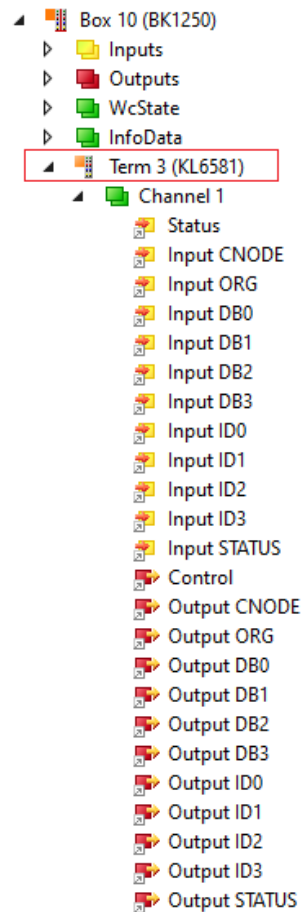 Box 10 (BK1250)
Inputs
Outputs
WcState
InfoData
Term 3 (KL6581)
Channel 1
Status
Input CNODE
Input ORG
Input DB0
Input DB1
Input DB2
Input DB3
Input ID0
Input ID1
Input ID2
Input ID3
Input STATUS
Control
Output CNODE
Output ORG
Output DB0
Output DB1
Output DB2
Output DB3
Output ID0
Output ID1
Output ID2
Output ID3
Output STATUS